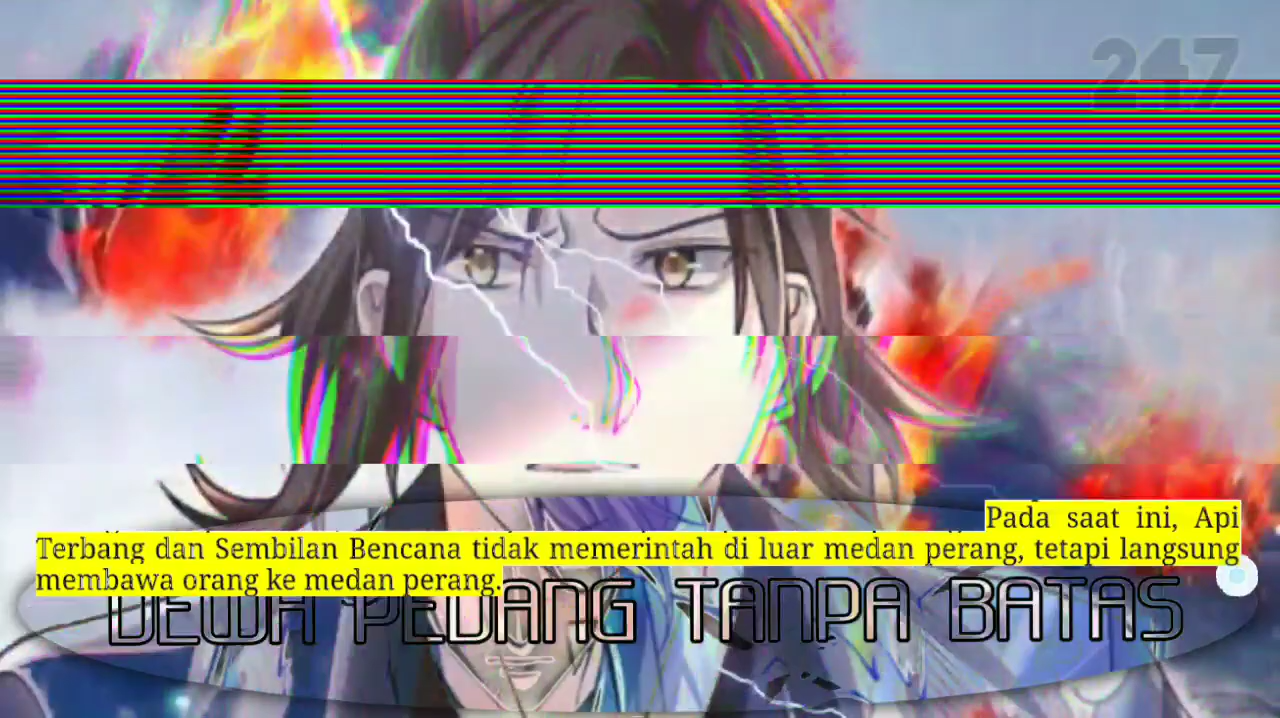 247
Pada saat ini, Api
Terbang dan Sembilan Bencana tidak memerintah di luar medan perang, tetapi langsung
membawa orang ke medan perang.
DEWA PEDANG TANPA BATAS